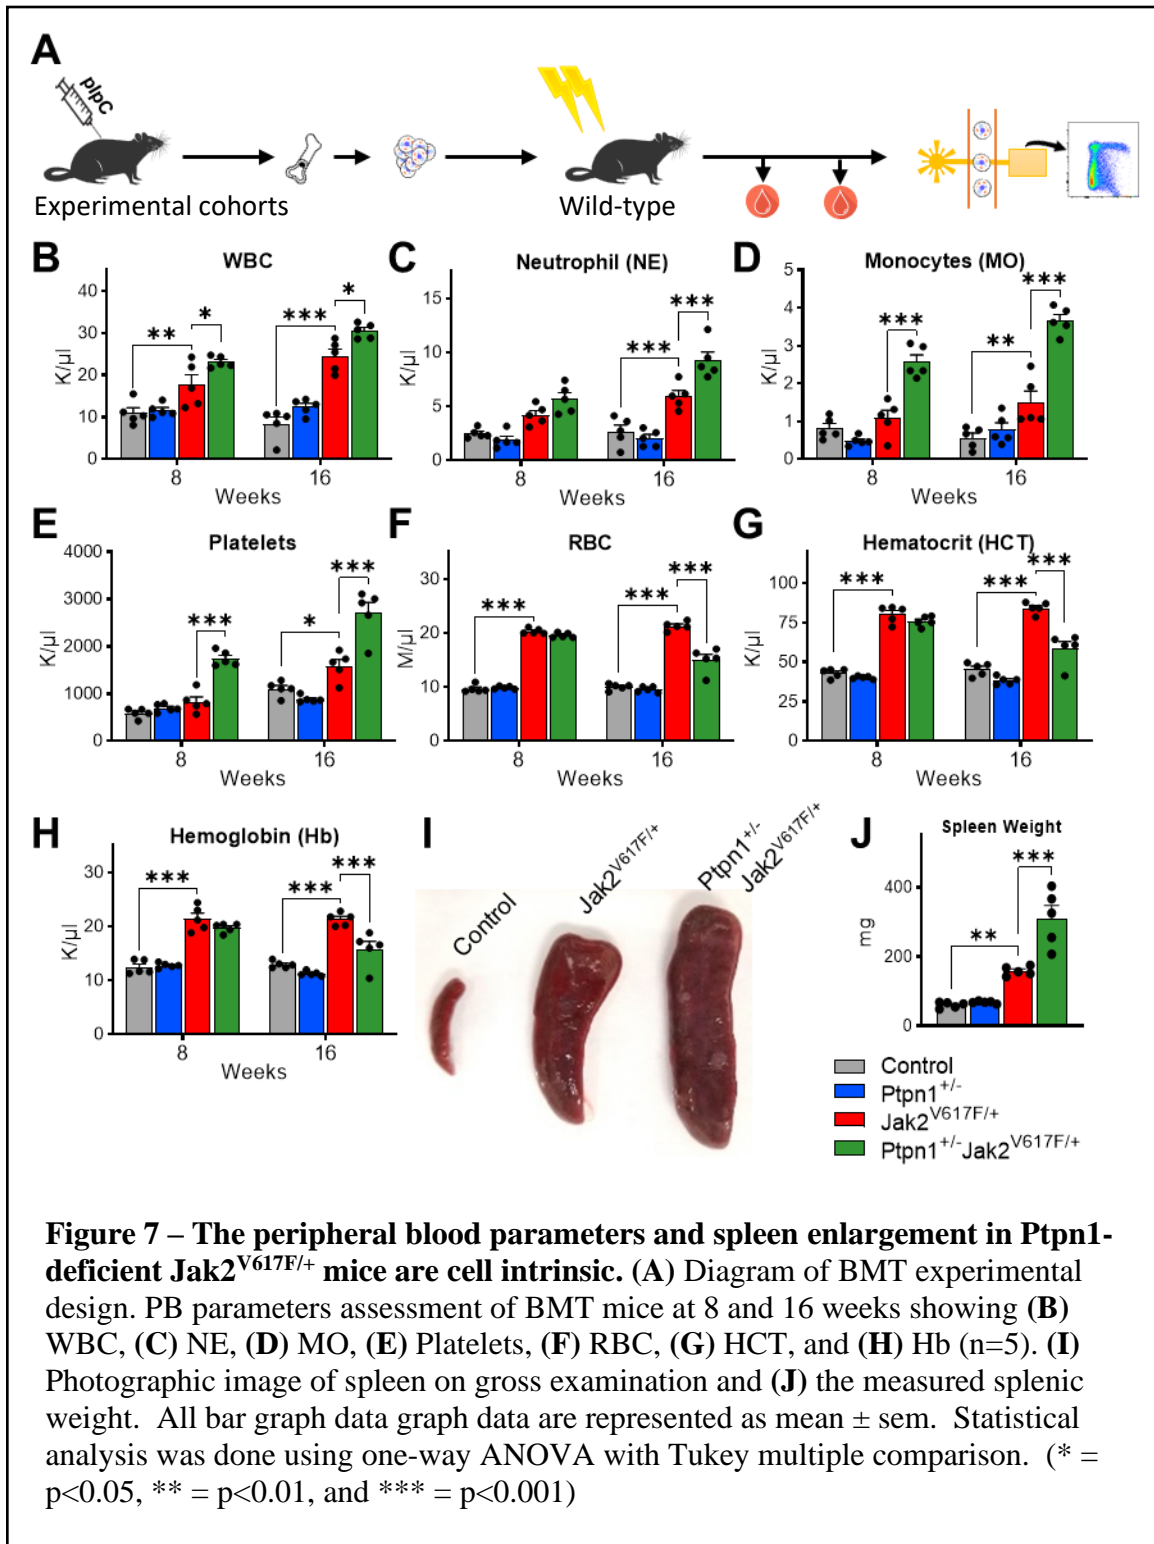 A
pIpC
Experimental cohorts
Wild-type
B
WBC
K/µl
40
30
20
10
0
**
*
***
*
8
16
Weeks
C
Neutrophil (NE)
K/µl
15
10
5
0
***
***
8
16
Weeks
D
Monocytes (MO)
K/µl
5
4
3
2
1
0
***
**
***
8
16
Weeks
E
Platelets
K/µl
4000
3000
2000
1000
0
***
*
***
8
16
Weeks
F
RBC
M/µl
30
20
10
0
***
***
***
8
16
Weeks
G
Hematocrit (HCT)
K/µl
100
75
50
25
0
***
***
***
8
16
Weeks
H
Hemoglobin (Hb)
K/µl
30
20
10
0
***
***
***
8
16
Weeks
I
Control
Jak2V617F/+
Ptpn1+/-
Jak2V617F/+
J
Spleen Weight
mg
400
200
0
**
***
Control
Ptpn1+/-
Jak2V617F/+
Ptpn1+/-Jak2V617F/+
Figure 7 – The peripheral blood parameters and spleen enlargement in Ptpn1-
deficient Jak2V617F/+ mice are cell intrinsic. (A) Diagram of BMT experimental
design. PB parameters assessment of BMT mice at 8 and 16 weeks showing (B)
WBC, (C) NE, (D) MO, (E) Platelets, (F) RBC, (G) HCT, and (H) Hb (n=5). (I)
Photographic image of spleen on gross examination and (J) the measured splenic
weight. All bar graph data graph data are represented as mean ± sem. Statistical
analysis was done using one-way ANOVA with Tukey multiple comparison. (* =
p<0.05, ** = p<0.01, and *** = p<0.001)